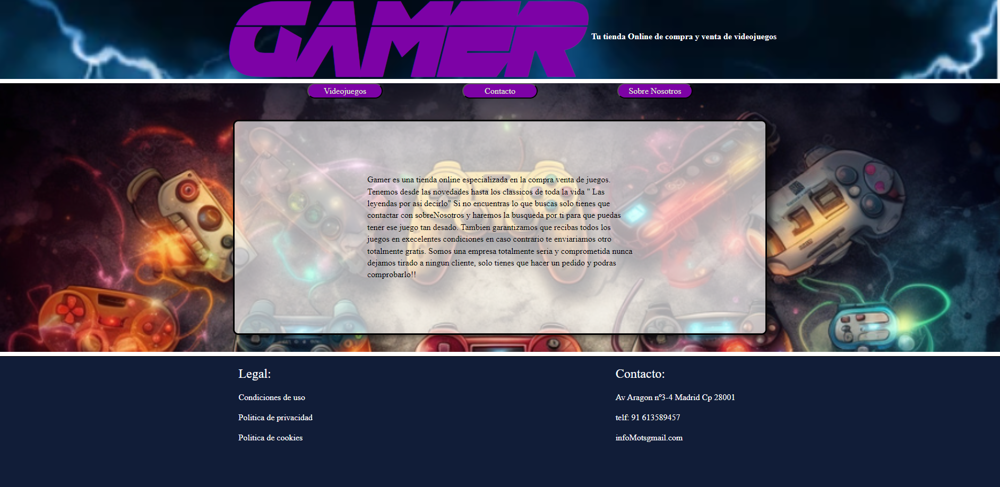 GAMER
Tu tienda Online de compra y venta de videojuegos
Videojuegos
Contacto
Sobre Nosotros
Gamer es una tienda online especializada en la compra venta de juegos.
Tenemos desde las novedades hasta los classicos de toda la vida " Las
leyendas por asi decirlo" Si no encuentras lo que buscas solo tienes que
contactar con sobreNosotros y haremos la busqueda por ti para que puedas
tener ese juego tan desado. Tambien garantizamos que recibas todos los
juegos en execelentes condiciones en caso contrario te enviariamos otro
totalmente gratis. Somos una empresa totalmente seria y comprometida nunca
dejamos tirado a ningun cliente, solo tienes que hacer un pedido y podras
comprobarlo!!
Legal:
Condiciones de uso
Politica de privacidad
Politica de cookies
Contacto:
Av Aragon nº3-4 Madrid Cp 28001
telf: 91 613589457
infoMotsgmail.com